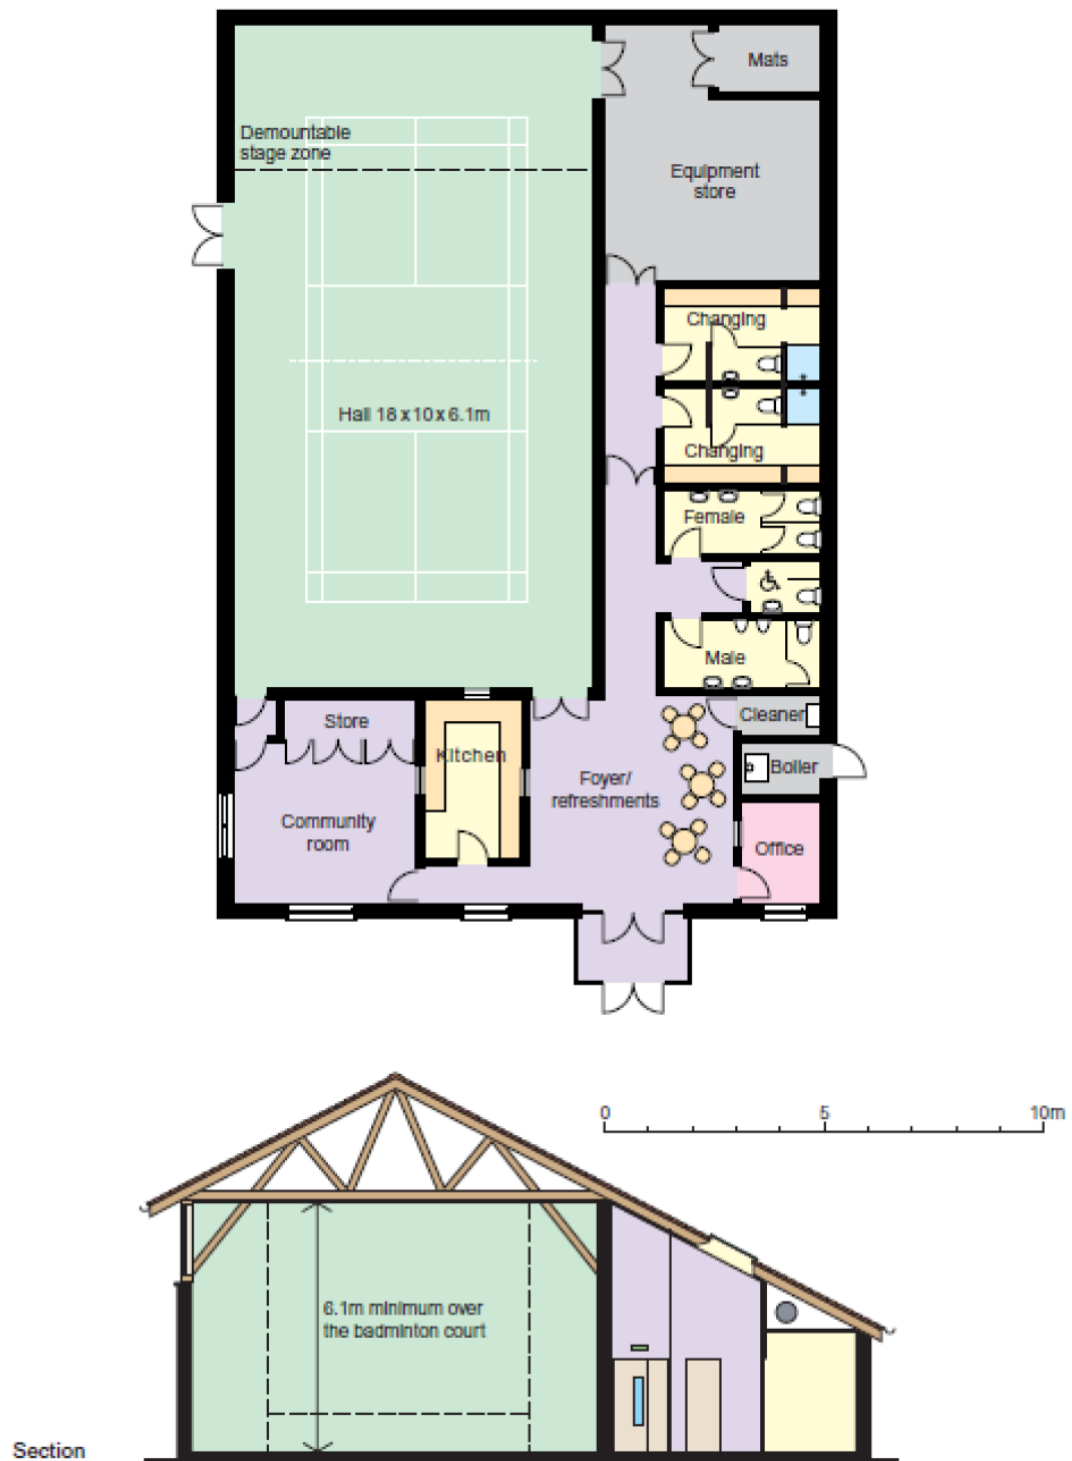 Mats
Demountable
stage zone
Equipment
store
Changing
Hall 18 x 10 x 6.1m
Changing
Female
Male
Store
Cleaner
Kitchen
Boiler
Foyer/
refreshments
Community
room
Office
0 5 10m
6.1m minimum over
the badminton court
Section